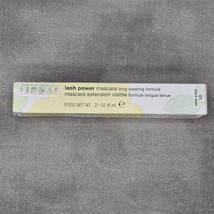 CLINIQUE
lash power mascara long-wearing formula
mascara extension visible formule longue tenue
POIDS NET WT. .21 OZ./6 ml e
01